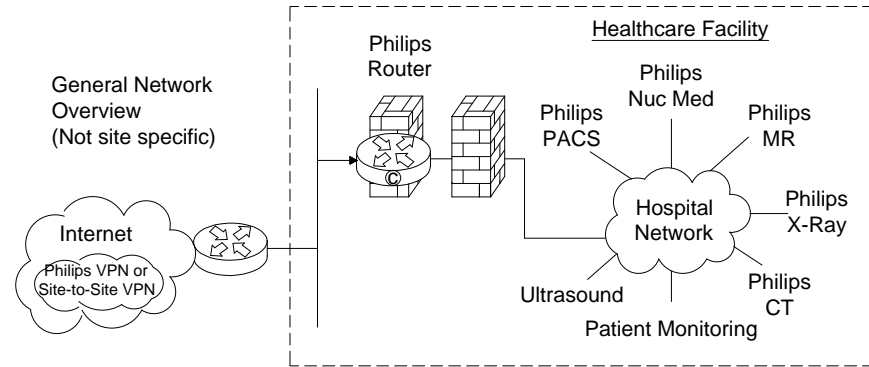 Healthcare Facility
General Network
Overview
(Not site specific)
Philips
Router
Philips
Nuc Med
Philips
PACS
Philips
MR
Philips
X-Ray
Philips
CT
Hospital
Network
Patient Monitoring
Ultrasound
C
Internet
Philips VPN or
Site-to-Site VPN